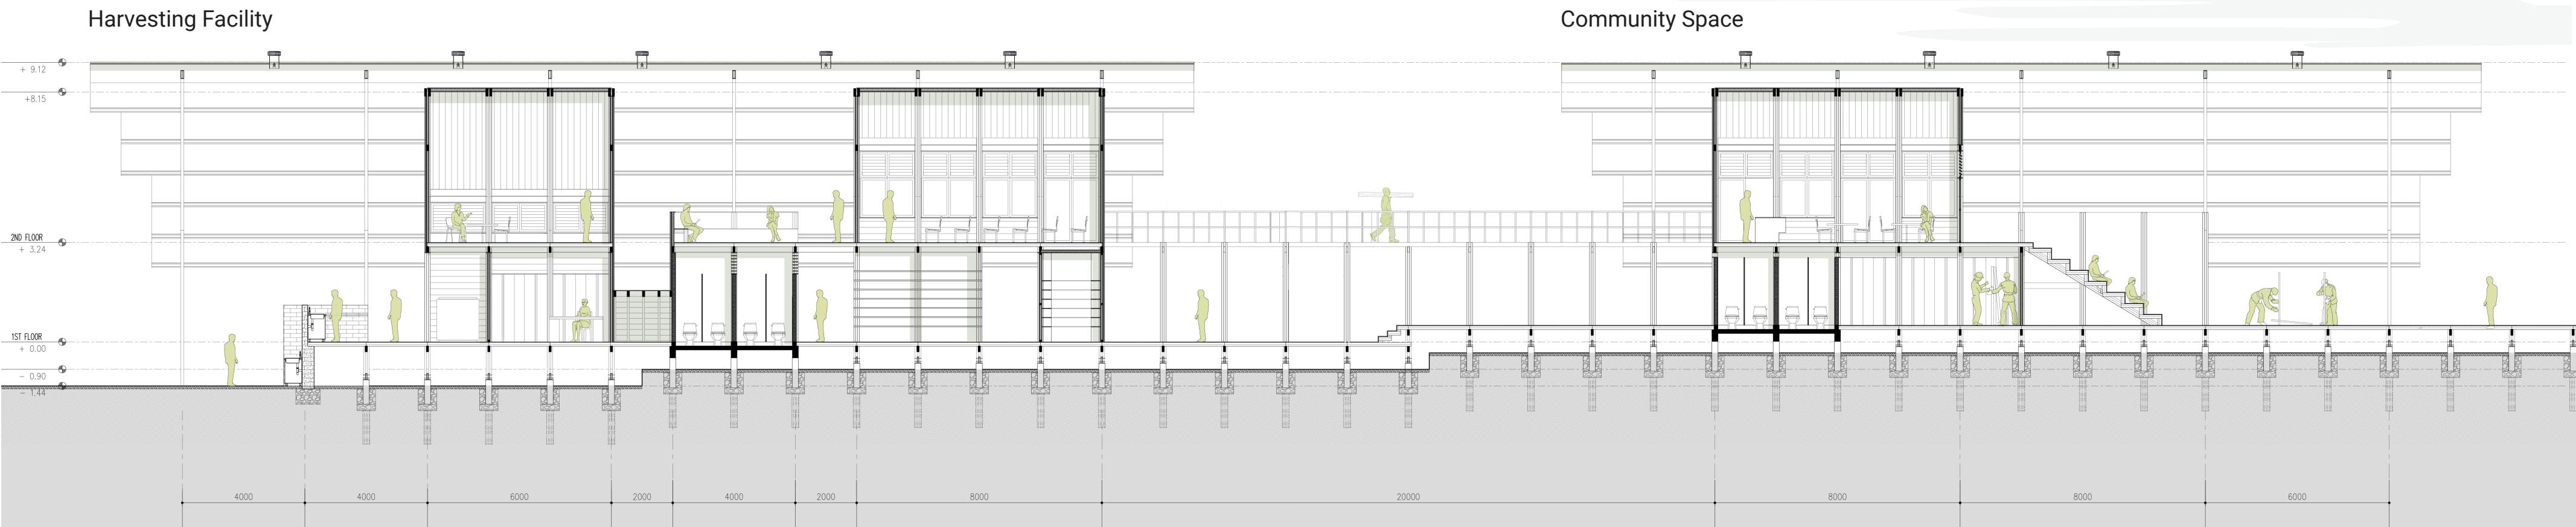 Harvesting Facility
Community Space
+ 9.12
+8.15
2ND FLOOR
+ 3.24
1ST FLOOR
+ 0.00
− 0.90
− 1.44
4000 4000 6000 2000 4000 2000 8000 20000 8000 8000 6000